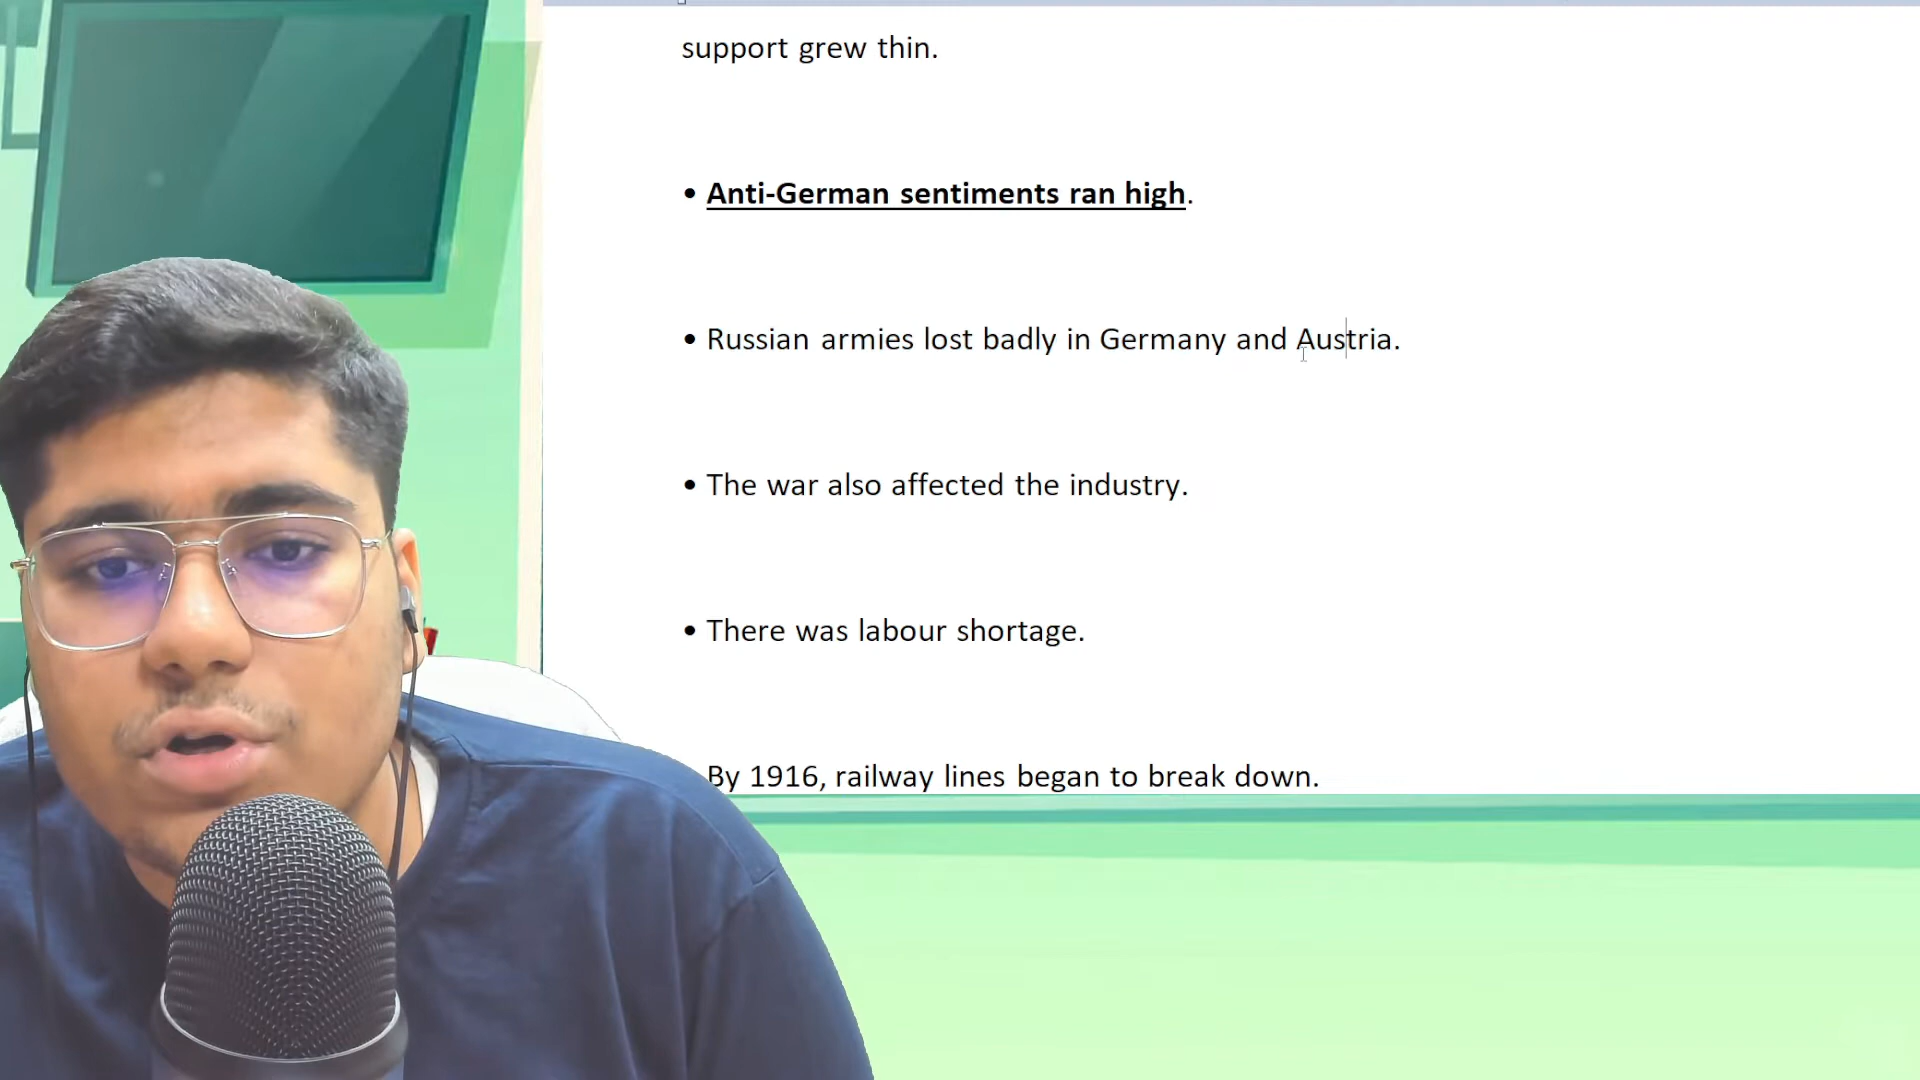 support grew thin.
• Anti-German sentiments ran high.
• Russian armies lost badly in Germany and Austria.
• The war also affected the industry.
• There was labour shortage.
By 1916, railway lines began to break down.